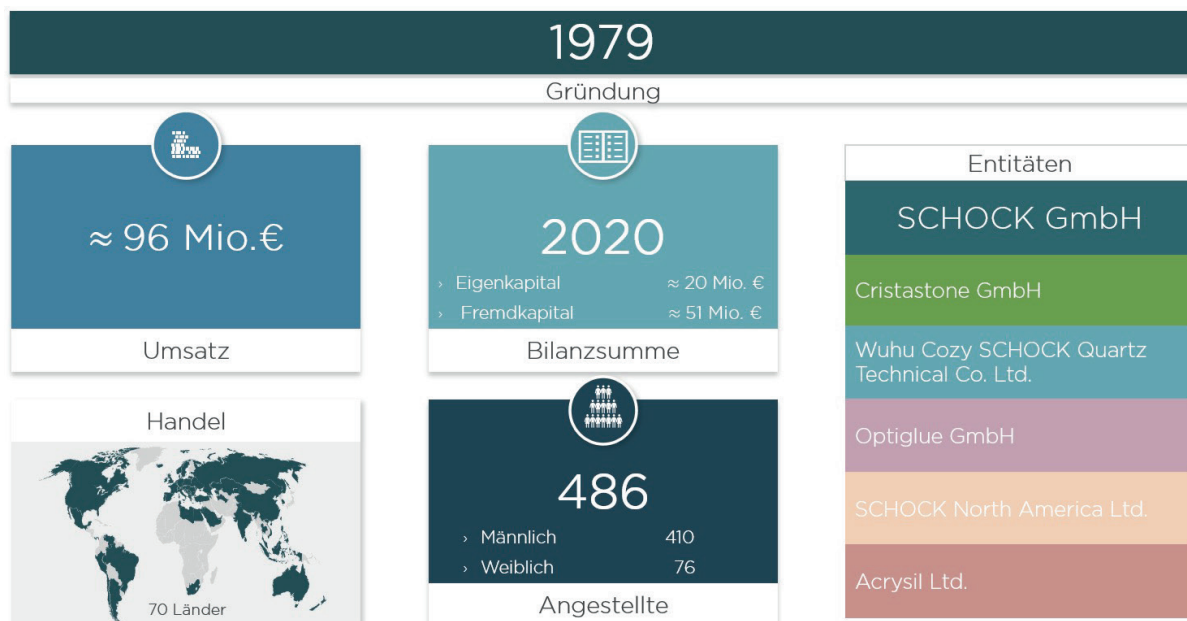 1979
Gründung
≈ 96 Mio.€
Umsatz
2020
› Eigenkapital ≈ 20 Mio. €
› Fremdkapital ≈ 51 Mio. €
Bilanzsumme
Handel
70 Länder
486
› Männlich 410
› Weiblich 76
Angestellte
Entitäten
SCHOCK GmbH
Cristastone GmbH
Wuhu Cozy SCHOCK Quartz
Technical Co. Ltd.
Optiglue GmbH
SCHOCK North America Ltd.
Acrysil Ltd.